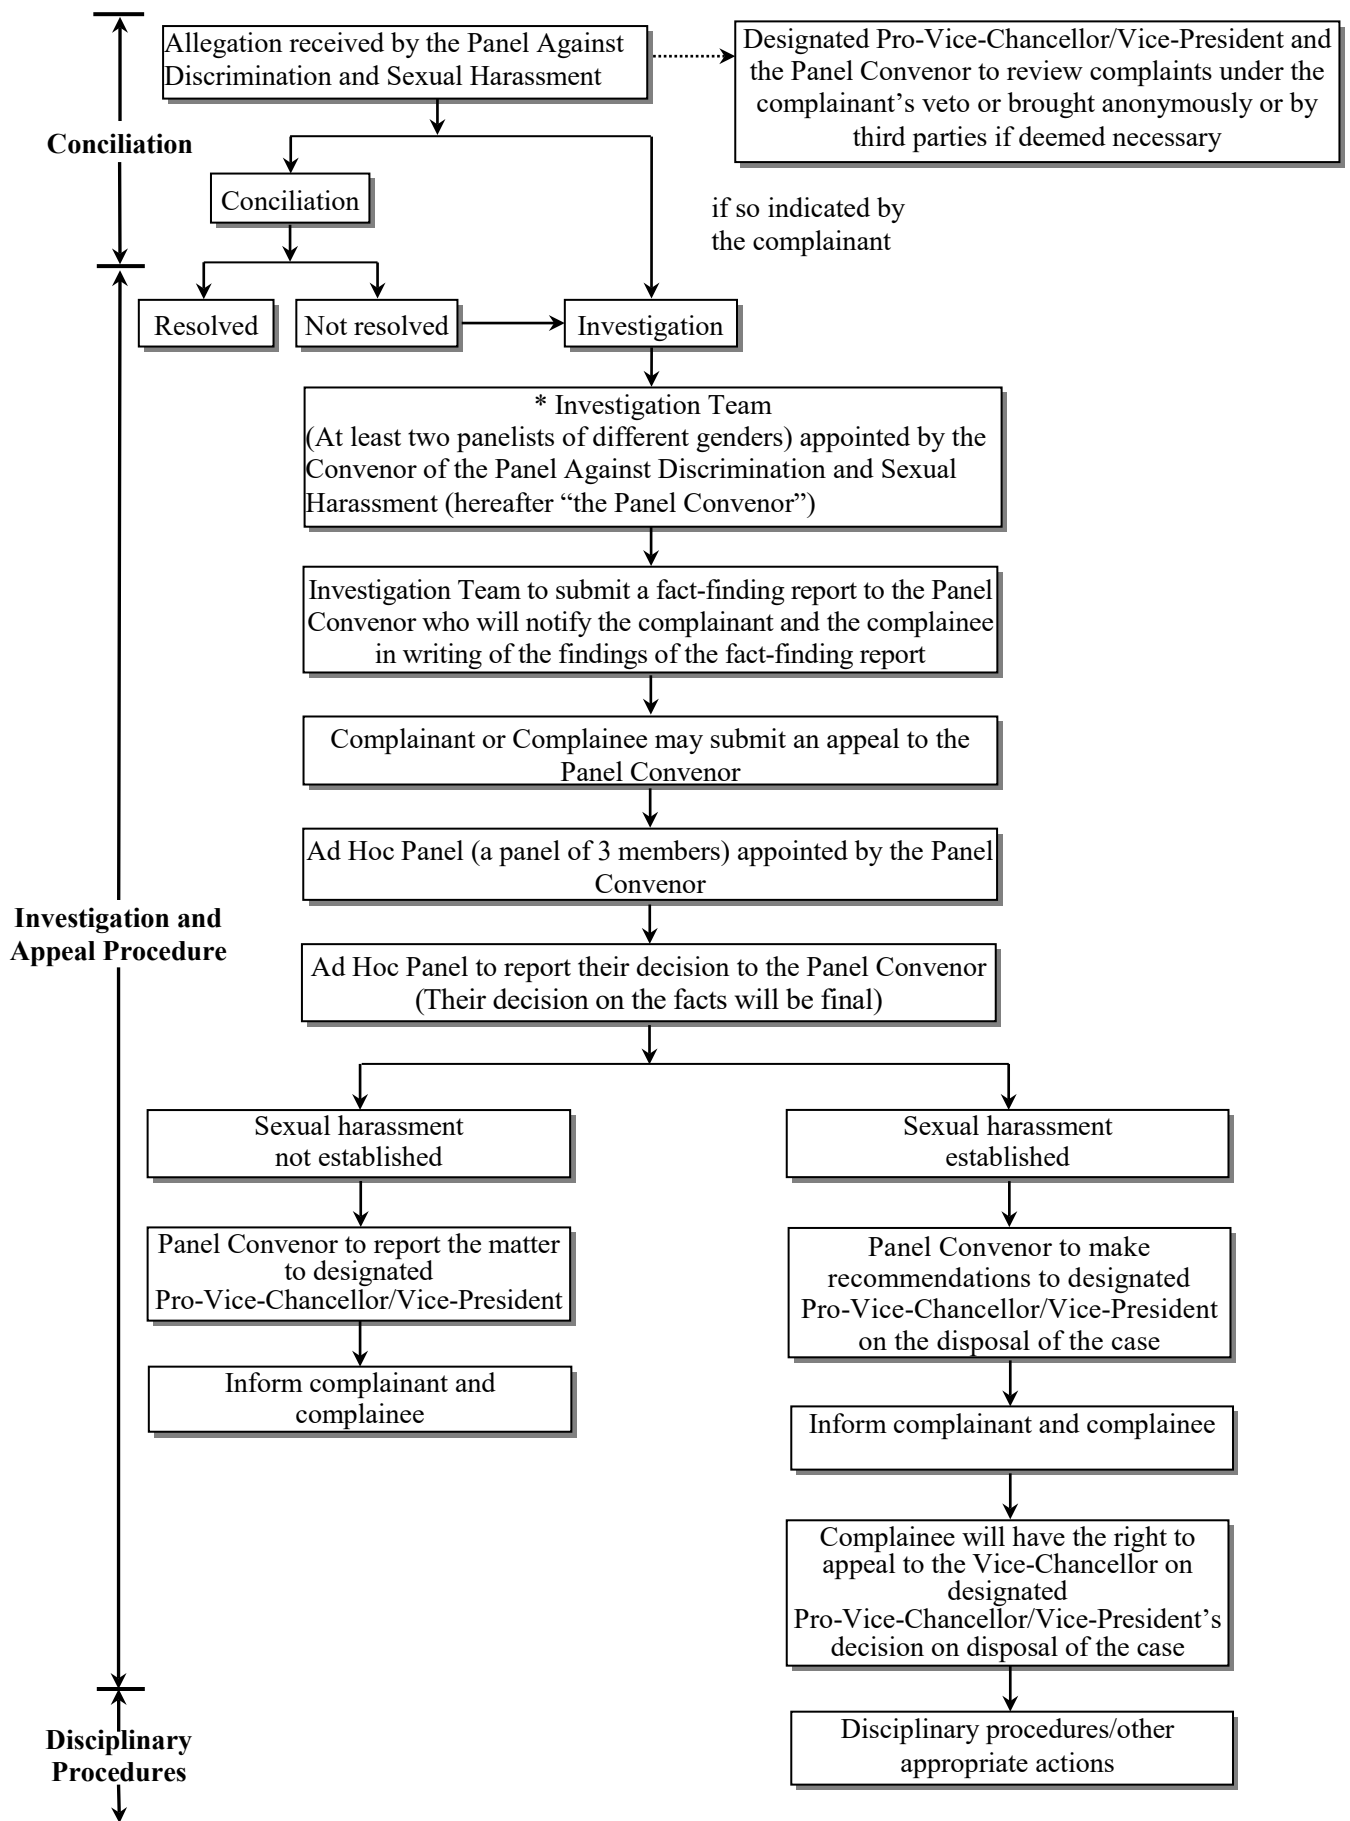 Allegation received by the Panel Against
Discrimination and Sexual Harassment
Designated Pro-Vice-Chancellor/Vice-President and
the Panel Convenor to review complaints under the
complainant’s veto or brought anonymously or by
third parties if deemed necessary
Conciliation
Conciliation
if so indicated by
the complainant
Resolved
Not resolved
Investigation
* Investigation Team
(At least two panelists of different genders) appointed by the
Convenor of the Panel Against Discrimination and Sexual
Harassment (hereafter “the Panel Convenor”)
Investigation Team to submit a fact-finding report to the Panel
Convenor who will notify the complainant and the complainee
in writing of the findings of the fact-finding report
Complainant or Complainee may submit an appeal to the
Panel Convenor
Ad Hoc Panel (a panel of 3 members) appointed by the Panel
Convenor
Investigation and
Appeal Procedure
Ad Hoc Panel to report their decision to the Panel Convenor
(Their decision on the facts will be final)
Sexual harassment
not established
Sexual harassment
established
Panel Convenor to report the matter
to designated
Pro-Vice-Chancellor/Vice-President
Panel Convenor to make
recommendations to designated
Pro-Vice-Chancellor/Vice-President
on the disposal of the case
Inform complainant and
complainee
Inform complainant and complainee
Complainee will have the right to
appeal to the Vice-Chancellor on
designated
Pro-Vice-Chancellor/Vice-President’s
decision on disposal of the case
Disciplinary
Procedures
Disciplinary procedures/other
appropriate actions